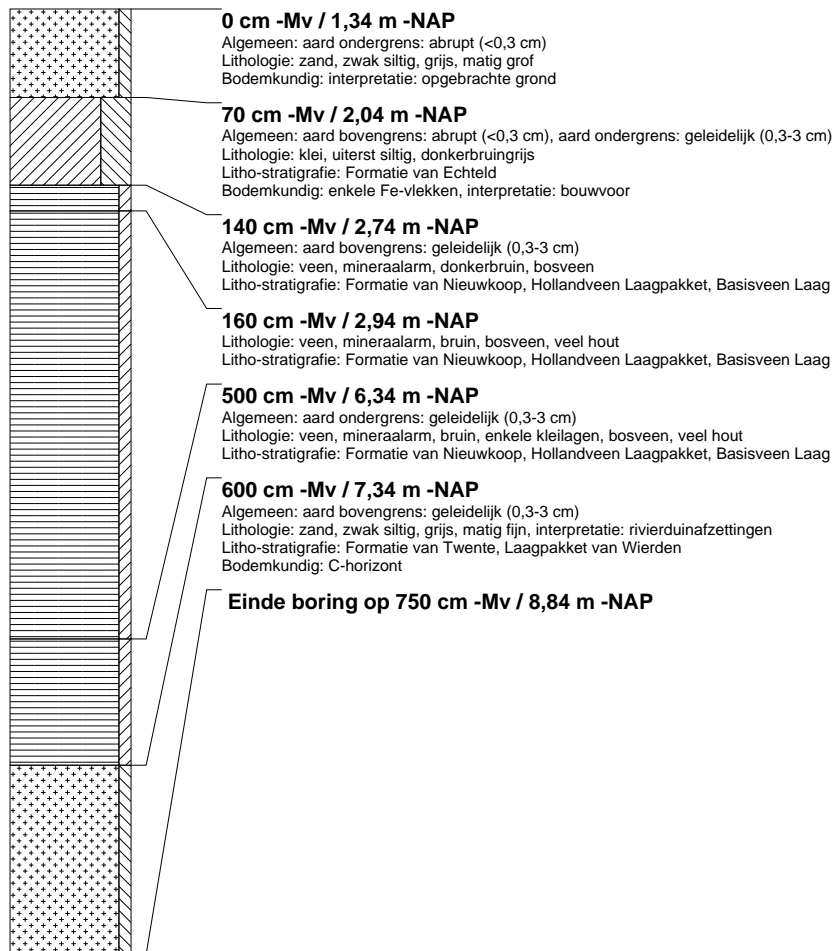 0 cm -Mv / 1,34 m -NAP
Algemeen: aard ondergrens: abrupt (<0,3 cm)
Lithologie: zand, zwak siltig, grijs, matig grof
Bodemkundig: interpretatie: opgebrachte grond
70 cm -Mv / 2,04 m -NAP
Algemeen: aard bovengrens: abrupt (<0,3 cm), aard ondergrens: geleidelijk (0,3-3 cm)
Lithologie: klei, uiterst siltig, donkerbruingrijs
Litho-stratigrafie: Formatie van Echteld
Bodemkundig: enkele Fe-vlekken, interpretatie: bouwvoor
140 cm -Mv / 2,74 m -NAP
Algemeen: aard bovengrens: geleidelijk (0,3-3 cm)
Lithologie: veen, mineraalarm, donkerbruin, bosveen
Litho-stratigrafie: Formatie van Nieuwkoop, Hollandveen Laagpakket, Basisveen Laag
160 cm -Mv / 2,94 m -NAP
Lithologie: veen, mineraalarm, bruin, bosveen, veel hout
Litho-stratigrafie: Formatie van Nieuwkoop, Hollandveen Laagpakket, Basisveen Laag
500 cm -Mv / 6,34 m -NAP
Algemeen: aard ondergrens: geleidelijk (0,3-3 cm)
Lithologie: veen, mineraalarm, bruin, enkele kleilagen, bosveen, veel hout
Litho-stratigrafie: Formatie van Nieuwkoop, Hollandveen Laagpakket, Basisveen Laag
600 cm -Mv / 7,34 m -NAP
Algemeen: aard bovengrens: geleidelijk (0,3-3 cm)
Lithologie: zand, zwak siltig, grijs, matig fijn, interpretatie: rivierduinafzettingen
Litho-stratigrafie: Formatie van Twente, Laagpakket van Wierden
Bodemkundig: C-horizont
Einde boring op 750 cm -Mv / 8,84 m -NAP